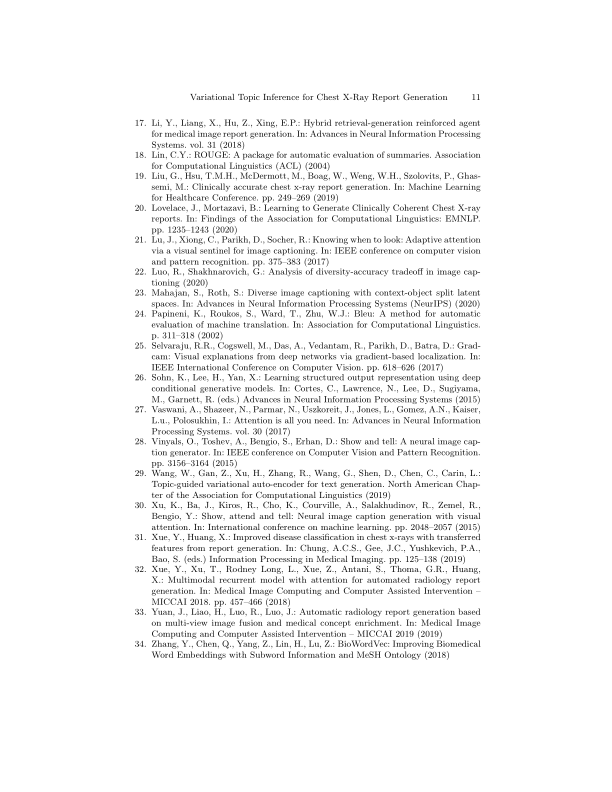 Variational Topic Inference for Chest X-Ray Report Generation 11
17. Li, Y., Liang, X., Hu, Z., Xing, E.P.: Hybrid retrieval-generation reinforced agent
for medical image report generation. In: Advances in Neural Information Processing
Systems. vol. 31 (2018)
18. Lin, C.Y.: ROUGE: A package for automatic evaluation of summaries. Association
for Computational Linguistics (ACL) (2004)
19. Liu, G., Hsu, T.M.H., McDermott, M., Boag, W., Weng, W.H., Szolovits, P., Ghas-
semi, M.: Clinically accurate chest x-ray report generation. In: Machine Learning
for Healthcare Conference. pp. 249–269 (2019)
20. Lovelace, J., Mortazavi, B.: Learning to Generate Clinically Coherent Chest X-ray
reports. In: Findings of the Association for Computational Linguistics: EMNLP.
pp. 1235–1243 (2020)
21. Lu, J., Xiong, C., Parikh, D., Socher, R.: Knowing when to look: Adaptive attention
via a visual sentinel for image captioning. In: IEEE conference on computer vision
and pattern recognition. pp. 375–383 (2017)
22. Luo, R., Shakhnarovich, G.: Analysis of diversity-accuracy tradeoff in image cap-
tioning (2020)
23. Mahajan, S., Roth, S.: Diverse image captioning with context-object split latent
spaces. In: Advances in Neural Information Processing Systems (NeurIPS) (2020)
24. Papineni, K., Roukos, S., Ward, T., Zhu, W.J.: Bleu: A method for automatic
evaluation of machine translation. In: Association for Computational Linguistics.
p. 311–318 (2002)
25. Selvaraju, R.R., Cogswell, M., Das, A., Vedantam, R., Parikh, D., Batra, D.: Grad-
cam: Visual explanations from deep networks via gradient-based localization. In:
IEEE International Conference on Computer Vision. pp. 618–626 (2017)
26. Sohn, K., Lee, H., Yan, X.: Learning structured output representation using deep
conditional generative models. In: Cortes, C., Lawrence, N., Lee, D., Sugiyama,
M., Garnett, R. (eds.) Advances in Neural Information Processing Systems (2015)
27. Vaswani, A., Shazeer, N., Parmar, N., Uszkoreit, J., Jones, L., Gomez, A.N., Kaiser,
L.u., Polosukhin, I.: Attention is all you need. In: Advances in Neural Information
Processing Systems. vol. 30 (2017)
28. Vinyals, O., Toshev, A., Bengio, S., Erhan, D.: Show and tell: A neural image cap-
tion generator. In: IEEE conference on Computer Vision and Pattern Recognition.
pp. 3156–3164 (2015)
29. Wang, W., Gan, Z., Xu, H., Zhang, R., Wang, G., Shen, D., Chen, C., Carin, L.:
Topic-guided variational auto-encoder for text generation. North American Chap-
ter of the Association for Computational Linguistics (2019)
30. Xu, K., Ba, J., Kiros, R., Cho, K., Courville, A., Salakhudinov, R., Zemel, R.,
Bengio, Y.: Show, attend and tell: Neural image caption generation with visual
attention. In: International conference on machine learning. pp. 2048–2057 (2015)
31. Xue, Y., Huang, X.: Improved disease classification in chest x-rays with transferred
features from report generation. In: Chung, A.C.S., Gee, J.C., Yushkevich, P.A.,
Bao, S. (eds.) Information Processing in Medical Imaging. pp. 125–138 (2019)
32. Xue, Y., Xu, T., Rodney Long, L., Xue, Z., Antani, S., Thoma, G.R., Huang,
X.: Multimodal recurrent model with attention for automated radiology report
generation. In: Medical Image Computing and Computer Assisted Intervention –
MICCAI 2018. pp. 457–466 (2018)
33. Yuan, J., Liao, H., Luo, R., Luo, J.: Automatic radiology report generation based
on multi-view image fusion and medical concept enrichment. In: Medical Image
Computing and Computer Assisted Intervention – MICCAI 2019 (2019)
34. Zhang, Y., Chen, Q., Yang, Z., Lin, H., Lu, Z.: BioWordVec: Improving Biomedical
Word Embeddings with Subword Information and MeSH Ontology (2018)